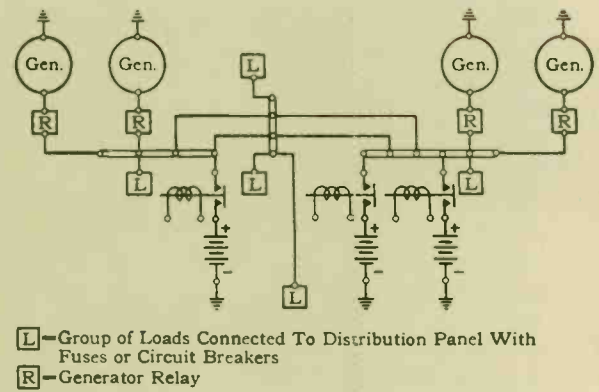 Gen. Gen. Gen. Gen.
L
R R R R
L L L
+ + +
- - -
L
L - Group of Loads Connected To Distribution Panel With
Fuses or Circuit Breakers
R - Generator Relay